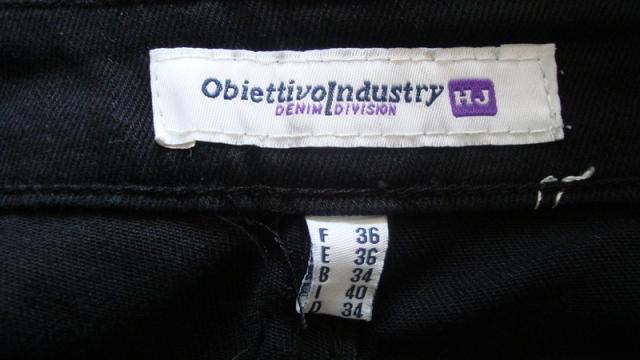 ObiettivoIndustry HJ
DENIM DIVISION
F 36
E 36
B 34
I 40
D 34